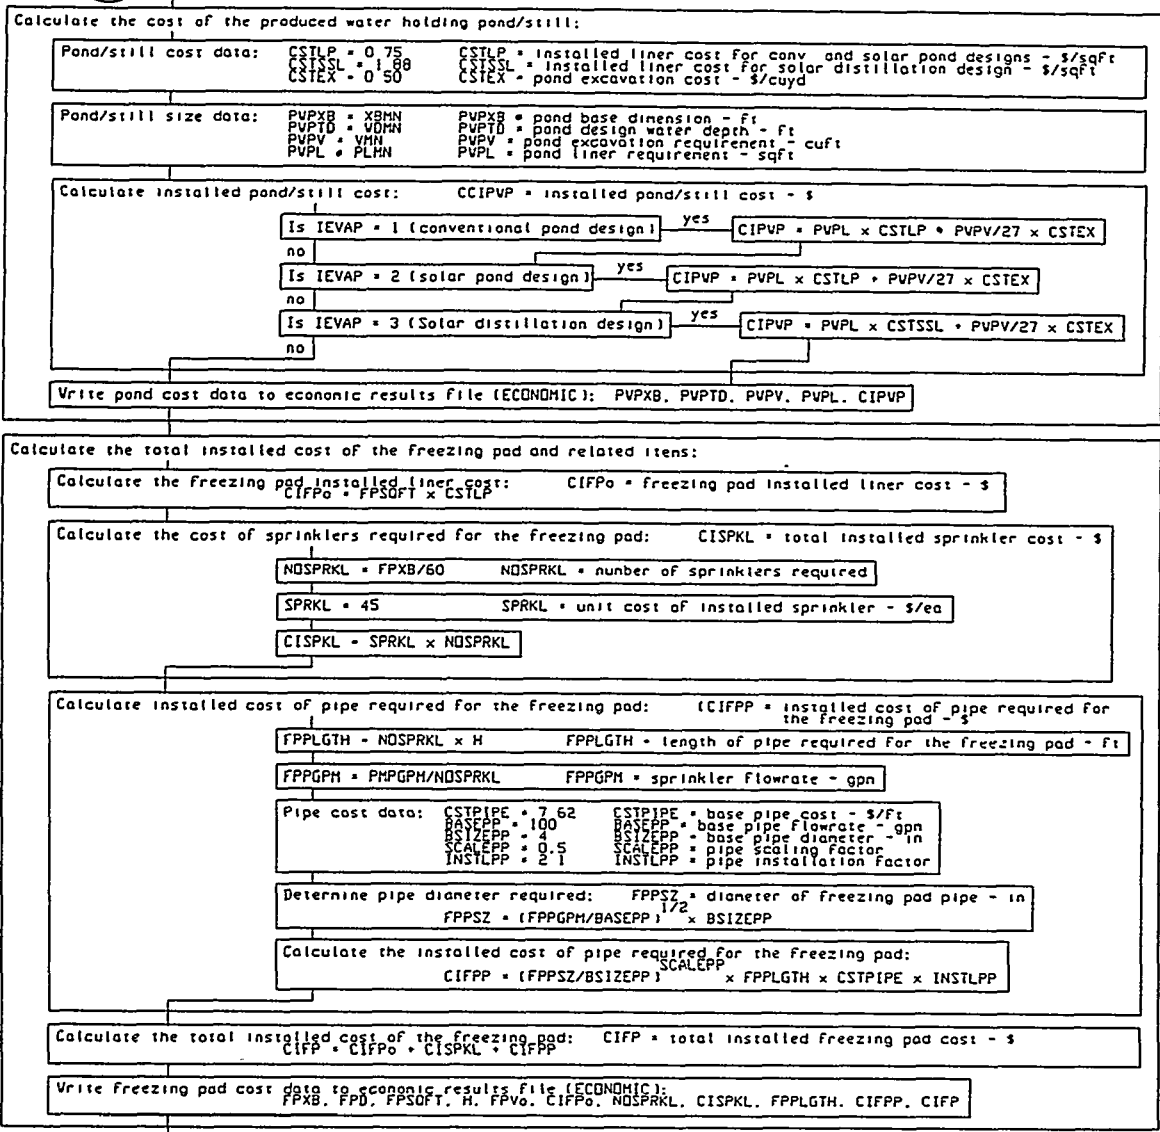 Calculate the cost of the produced water holding pond/still:
Pond/still cost data: CSTLP = 0 75 CSTLP = installed liner cost for conv and solar pond designs - $/sqft
CSTSSL = 1.88 CSTSSL = installed liner cost for solar distillation design - $/sqft
CSTEX = 0 50 CSTEX = pond excavation cost - $/cuyd
Pond/still size data: PVPXB = XBMN PVPXB = pond base dimension - ft
PVPTD = VDMN PVPTD = pond design water depth - ft
PVPV = VMN PVPV = pond excavation requirement - cuft
PVPL = PLMN PVPL = pond liner requirement - sqft
Calculate installed pond/still cost: CCIPVP = installed pond/still cost - $
Is IEVAP = 1 (conventional pond design) yes CIPVP = PVPL x CSTLP + PVPV/27 x CSTEX
no
Is IEVAP = 2 (solar pond design) yes CIPVP = PVPL x CSTLP + PVPV/27 x CSTEX
no
Is IEVAP = 3 (Solar distillation design) yes CIPVP = PVPL x CSTSSL + PVPV/27 x CSTEX
no
Write pond cost data to economic results file (ECONOMIC): PVPXB, PVPTD, PVPV, PVPL, CIPVP
Calculate the total installed cost of the freezing pad and related items:
Calculate the freezing pad installed liner cost: CIFPo = freezing pad installed liner cost - $
CIFPo = FPSQFT x CSTLP
Calculate the cost of sprinklers required for the freezing pad: CISPKL = total installed sprinkler cost - $
NOSPRKL = FPXB/60 NOSPRKL = number of sprinklers required
SPRKL = 45 SPRKL = unit cost of installed sprinkler - $/ea
CISPKL = SPRKL x NOSPRKL
Calculate installed cost of pipe required for the freezing pad: (CIFPP = installed cost of pipe required for
the freezing pad - $
FPPLGTH = NOSPRKL x H FPPLGTH = length of pipe required for the freezing pad - ft
FPPGPM = PMPGPM/NOSPRKL FPPGPM = sprinkler flowrate - gpm
Pipe cost data: CSTPIPE = 7 62 CSTPIPE = base pipe cost - $/ft
BASEPP = 100 BASEPP = base pipe flowrate - gpm
BSIZEPP = 4 BSIZEPP = base pipe diameter - in
SCALEPP = 0.5 SCALEPP = pipe scaling factor
INSTLPP = 2 1 INSTLPP = pipe installation factor
Determine pipe diameter required: FPPSZ = diameter of freezing pad pipe - in
FPPSZ = (FPPGPM/BASEPP)^1/2 x BSIZEPP
Calculate the installed cost of pipe required for the freezing pad:
CIFPP = (FPPSZ/BSIZEPP)^SCALEPP x FPPLGTH x CSTPIPE x INSTLPP
Calculate the total installed cost of the freezing pad: CIFP = total installed freezing pad cost - $
CIFP = CIFPo + CISPKL + CIFPP
Write freezing pad cost data to economic results file (ECONOMIC):
FPXB, FPD, FPSQFT, H, FPVo, CIFPo, NOSPRKL, CISPKL, FPPLGTH, CIFPP, CIFP